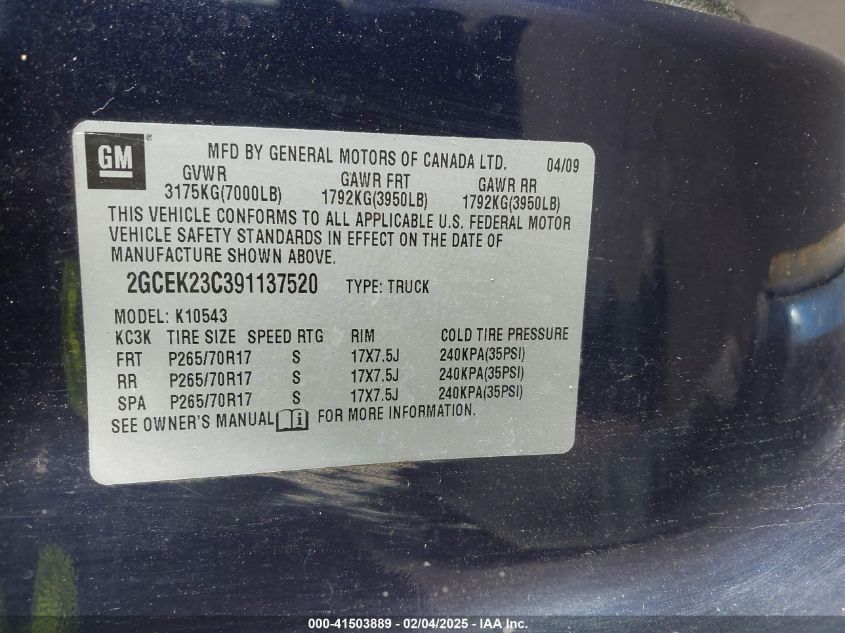 GM
MFD BY GENERAL MOTORS OF CANADA LTD. 04/09
GVWR GAWR FRT GAWR RR
3175KG(7000LB) 1792KG(3950LB) 1792KG(3950LB)
THIS VEHICLE CONFORMS TO ALL APPLICABLE U.S. FEDERAL MOTOR
VEHICLE SAFETY STANDARDS IN EFFECT ON THE DATE OF
MANUFACTURE SHOWN ABOVE.
2GCEK23C391137520 TYPE: TRUCK
MODEL: K10543
KC3K TIRE SIZE SPEED RTG RIM COLD TIRE PRESSURE
FRT P265/70R17 S 17X7.5J 240KPA(35PSI)
RR P265/70R17 S 17X7.5J 240KPA(35PSI)
SPA P265/70R17 S 17X7.5J 240KPA(35PSI)
SEE OWNER'S MANUAL i FOR MORE INFORMATION.
000-41503889 - 02/04/2025 - IAA Inc.